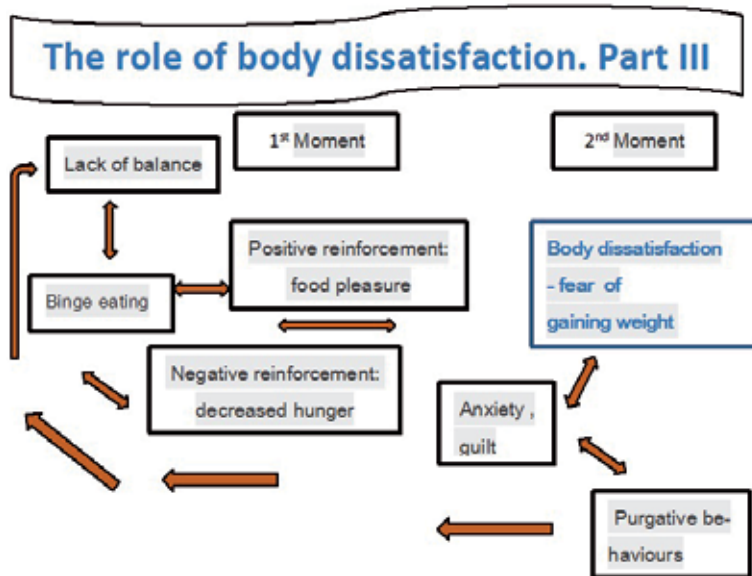 The role of body dissatisfaction. Part III
1st Moment
2nd Moment
Lack of balance
Positive reinforcement:
food pleasure
Body dissatisfaction
- fear of
gaining weight
Binge eating
Negative reinforcement:
decreased hunger
Anxiety ,
guilt
Purgative be-
haviours